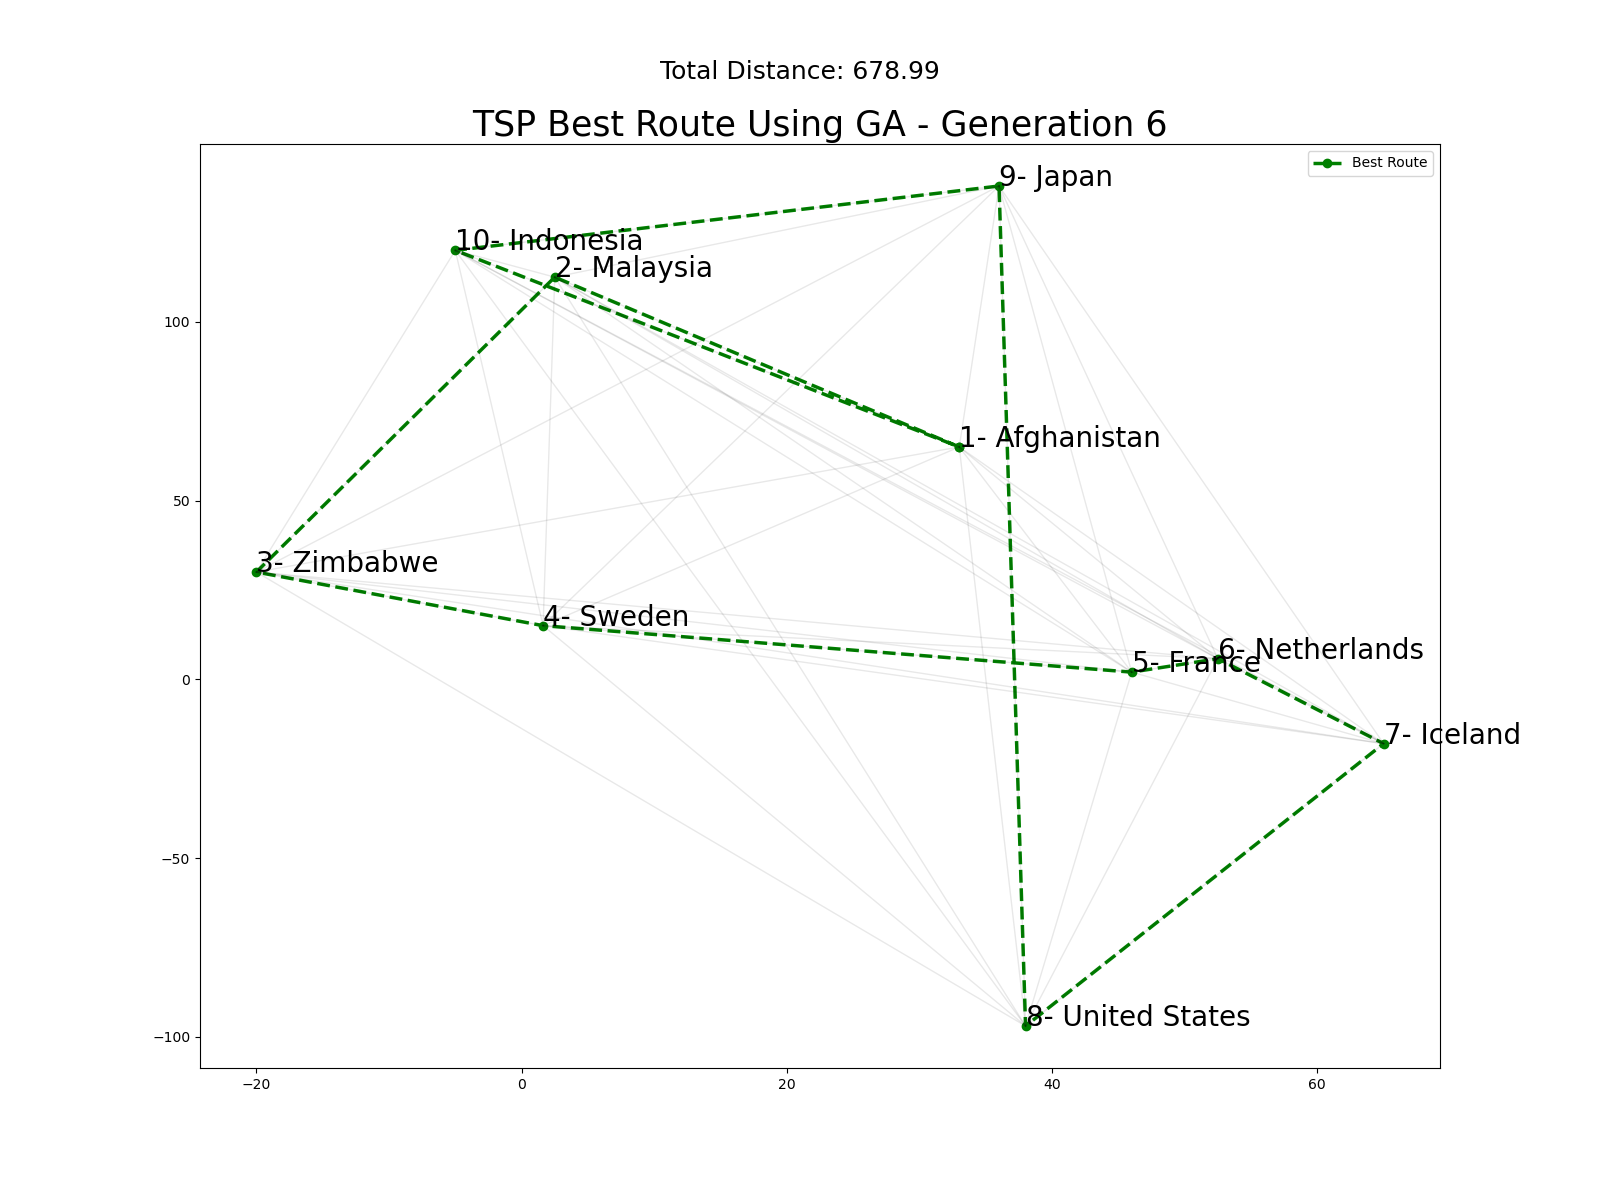 Total Distance: 678.99
TSP Best Route Using GA - Generation 6
Best Route
9- Japan
10- Indonesia
2- Malaysia
1- Afghanistan
3- Zimbabwe
4- Sweden
6- Netherlands
5- France
7- Iceland
8- United States
100
50
0
−50
−100
−20
0
20
40
60